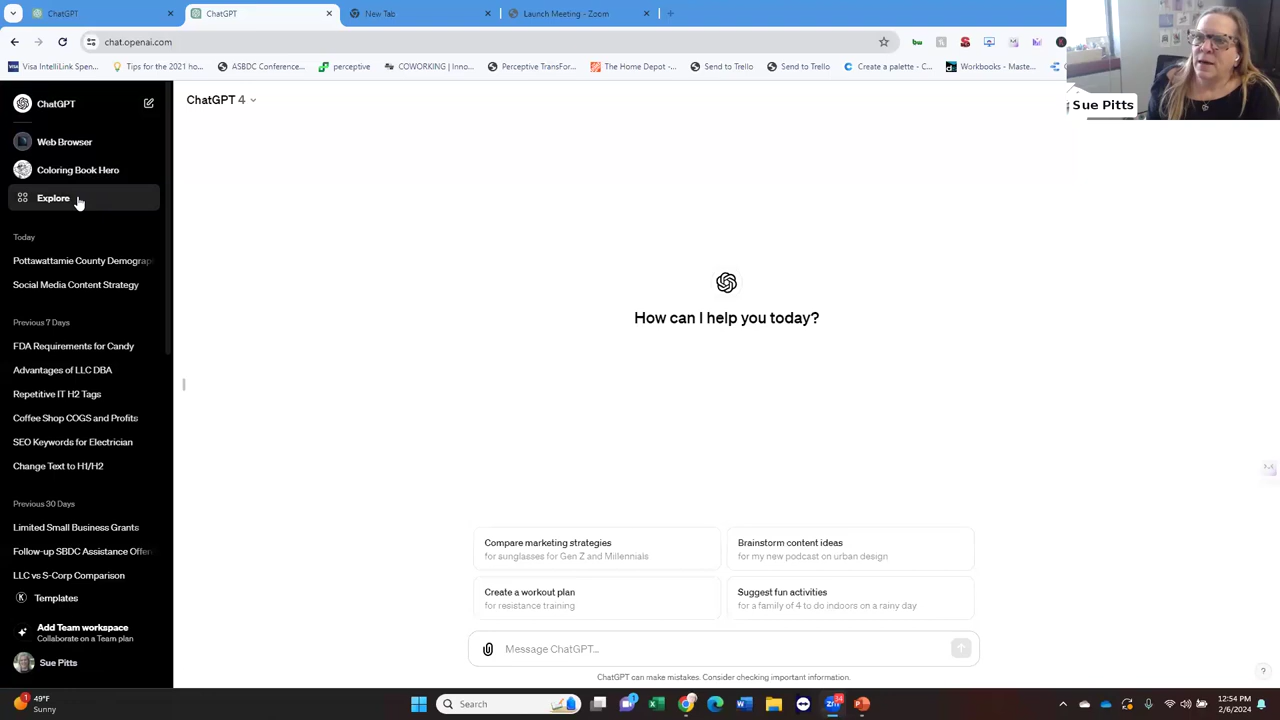 ChatGPT
ChatGPT
New Tab
Launch Meeting - Zoom
chat.openai.com
Visa IntelliLink Spen...
Tips for the 2021 ho...
ASBDC Conference...
perceptive
COWORKING | Inno...
Perceptive Transfor...
The Home Depot -...
Send to Trello
Send to Trello
Create a palette - C...
Workbooks - Maste...
Sue Pitts
ChatGPT
Web Browser
Coloring Book Hero
Explore
Today
Pottawattamie County Demograp
Social Media Content Strategy
Previous 7 Days
FDA Requirements for Candy
Advantages of LLC DBA
Repetitive IT H2 Tags
Coffee Shop COGS and Profits
SEO Keywords for Electrician
Change Text to H1/H2
Previous 30 Days
Limited Small Business Grants
Follow-up SBDC Assistance Offer
LLC vs S-Corp Comparison
Templates
Add Team workspace
Collaborate on a Team plan
Sue Pitts
ChatGPT 4
How can I help you today?
Compare marketing strategies
for sunglasses for Gen Z and Millennials
Brainstorm content ideas
for my new podcast on urban design
Create a workout plan
for resistance training
Suggest fun activities
for a family of 4 to do indoors on a rainy day
Message ChatGPT...
ChatGPT can make mistakes. Consider checking important information.
?
1
49°F
Sunny
Search
12:54 PM
2/6/2024